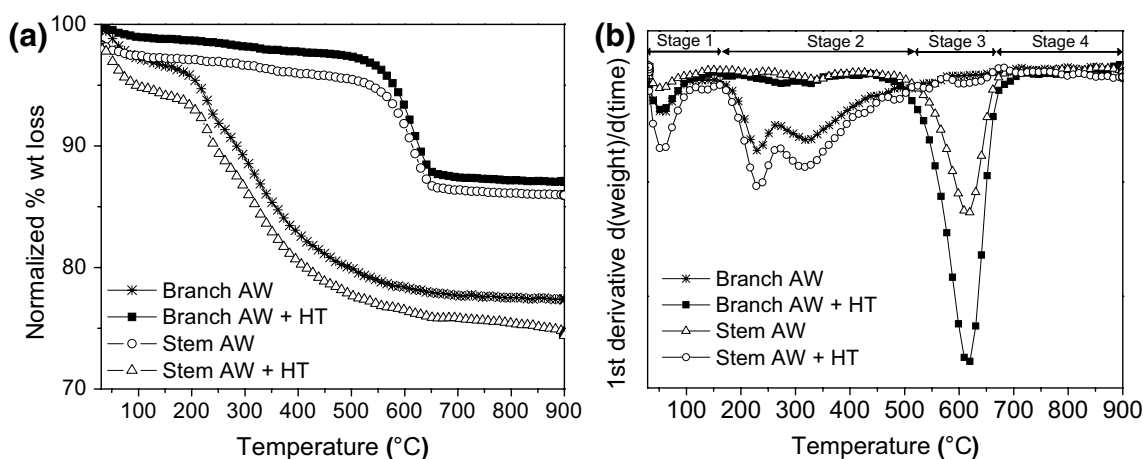 (a)
Normalized % wt loss
100
90
80
70
Branch AW
Branch AW + HT
Stem AW
Stem AW + HT
100 200 300 400 500 600 700 800 900
Temperature (°C)
(b)
1st derivative d(weight)/d(time)
Stage 1 Stage 2 Stage 3 Stage 4
Branch AW
Branch AW + HT
Stem AW
Stem AW + HT
100 200 300 400 500 600 700 800 900
Temperature (°C)